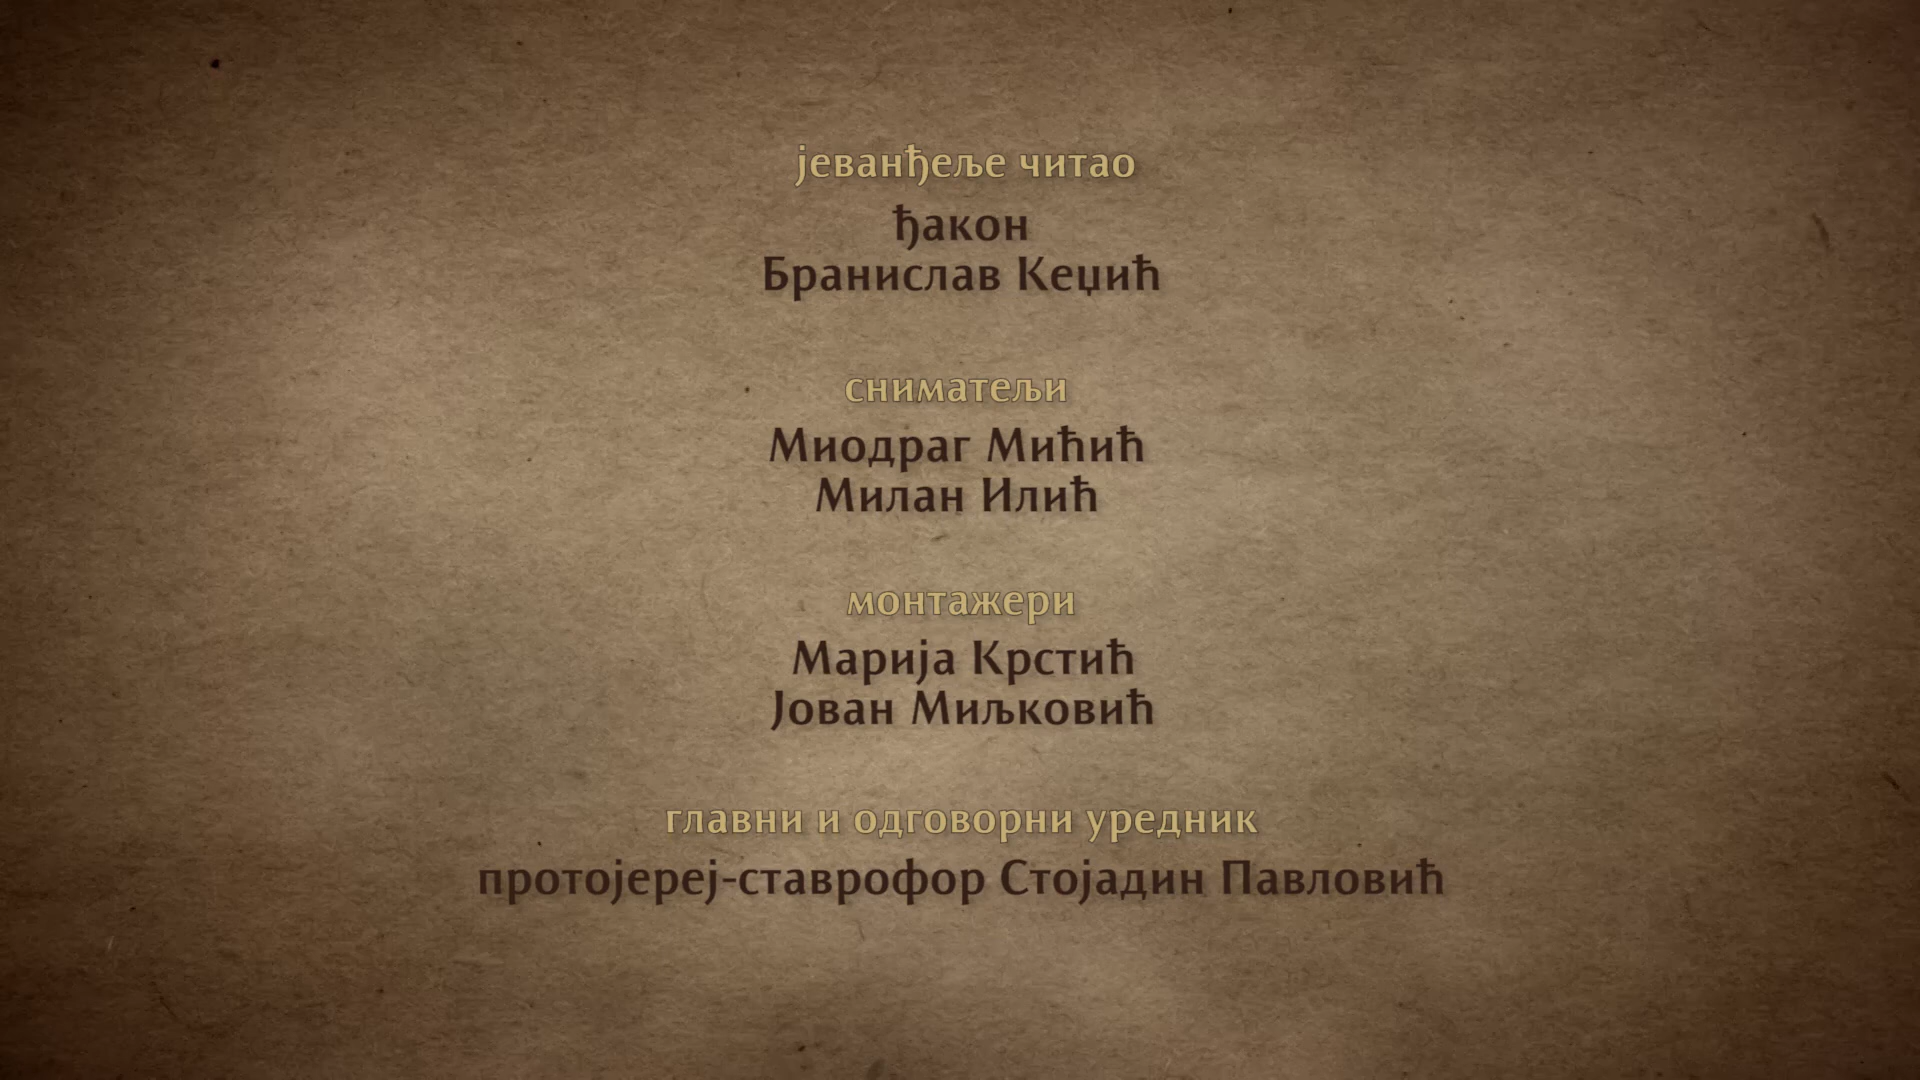 јеванђеље читао
ђакон
Бранислав Кеџић
сниматељи
Миодраг Мићић
Милан Илић
монтажери
Марија Крстић
Јован Миљковић
главни и одговорни уредник
протојереј-ставрофор Стојадин Павловић